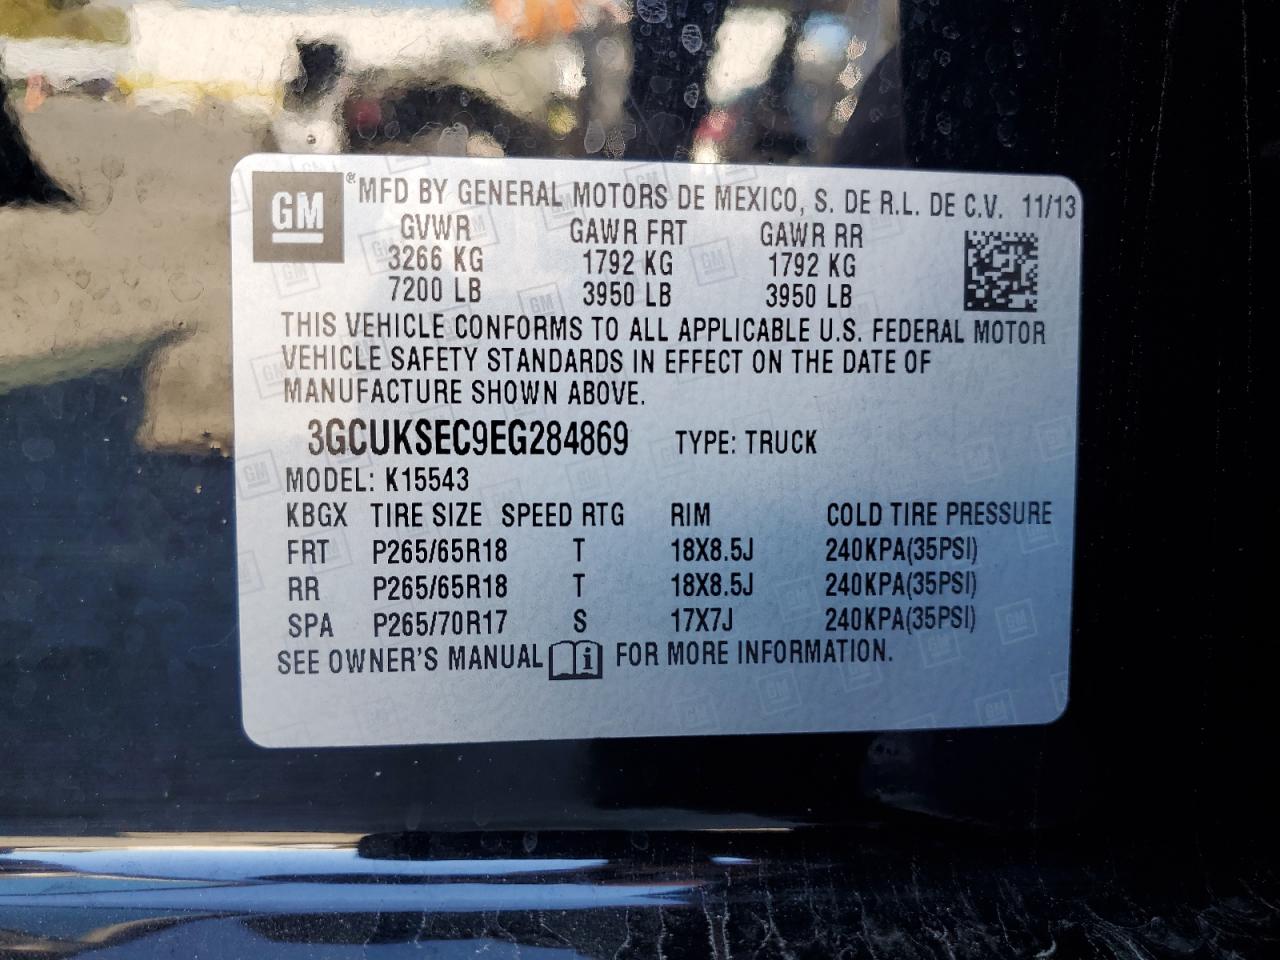 GM ® MFD BY GENERAL MOTORS DE MEXICO, S. DE R.L. DE C.V. 11/13
GVWR GAWR FRT GAWR RR
3266 KG 1792 KG 1792 KG
7200 LB 3950 LB 3950 LB
THIS VEHICLE CONFORMS TO ALL APPLICABLE U.S. FEDERAL MOTOR
VEHICLE SAFETY STANDARDS IN EFFECT ON THE DATE OF
MANUFACTURE SHOWN ABOVE.
3GCUKSEC9EG284869 TYPE: TRUCK
MODEL: K15543
KBGX TIRE SIZE SPEED RTG RIM COLD TIRE PRESSURE
FRT P265/65R18 T 18X8.5J 240KPA(35PSI)
RR P265/65R18 T 18X8.5J 240KPA(35PSI)
SPA P265/70R17 S 17X7J 240KPA(35PSI)
SEE OWNER'S MANUAL i FOR MORE INFORMATION.